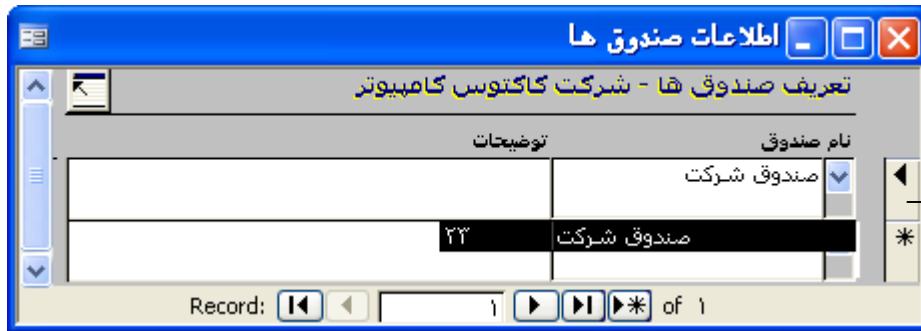 اطلاعات صندوق ها
تعریف صندوق ها - شرکت کاکتوس کامپیوتر
نام صندوق توضیحات
صندوق شرکت
صندوق شرکت ۲۳
Record: ۱ of ۱